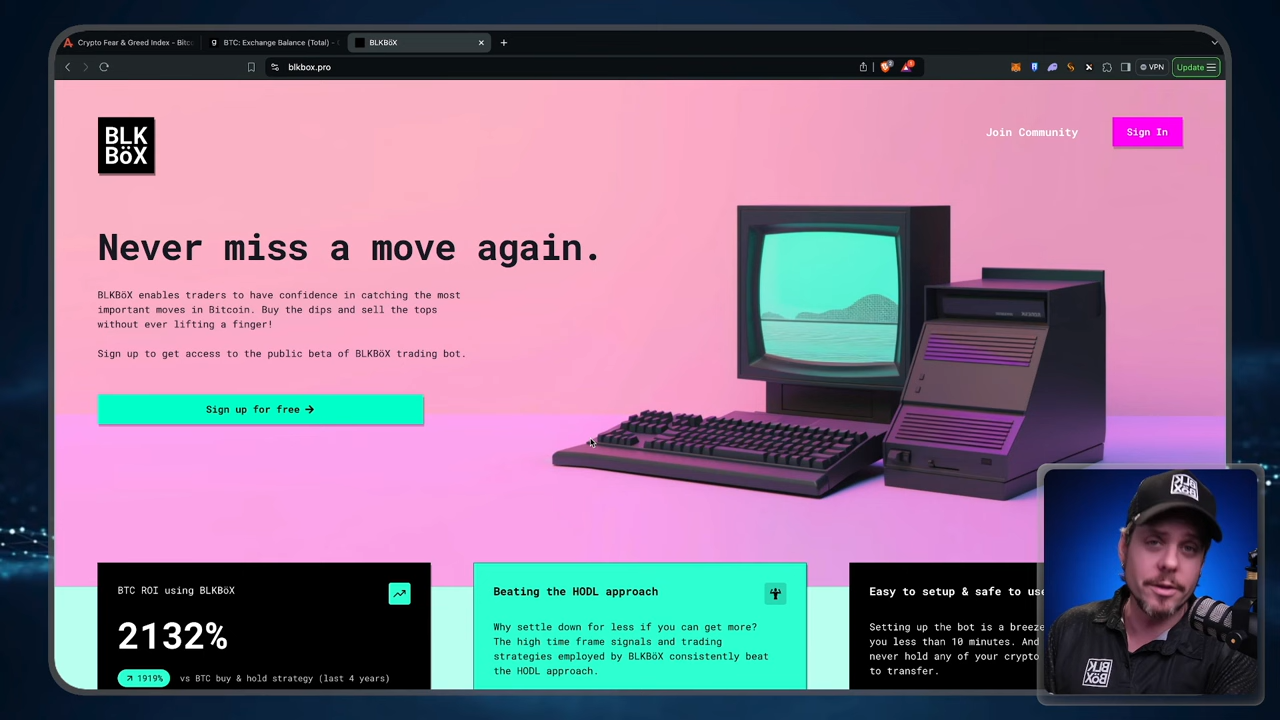 Crypto Fear & Greed Index - Bitc
BTC: Exchange Balance (Total) -
BLKBöX
blkbox.pro
VPN
Update
BLK
BöX
Join Community
Sign In
Never miss a move again.
BLKBöX enables traders to have confidence in catching the most
important moves in Bitcoin. Buy the dips and sell the tops
without ever lifting a finger!
Sign up to get access to the public beta of BLKBöX trading bot.
Sign up for free →
BTC ROI using BLKBöX
2132%
1919% vs BTC buy & hold strategy (last 4 years)
Beating the HODL approach
Why settle down for less if you can get more?
The high time frame signals and trading
strategies employed by BLKBöX consistently beat
the HODL approach.
Easy to setup & safe to use
Setting up the bot is a breeze
you less than 10 minutes. And
never hold any of your crypto
to transfer.
BLK
BöX
BLK
BöX